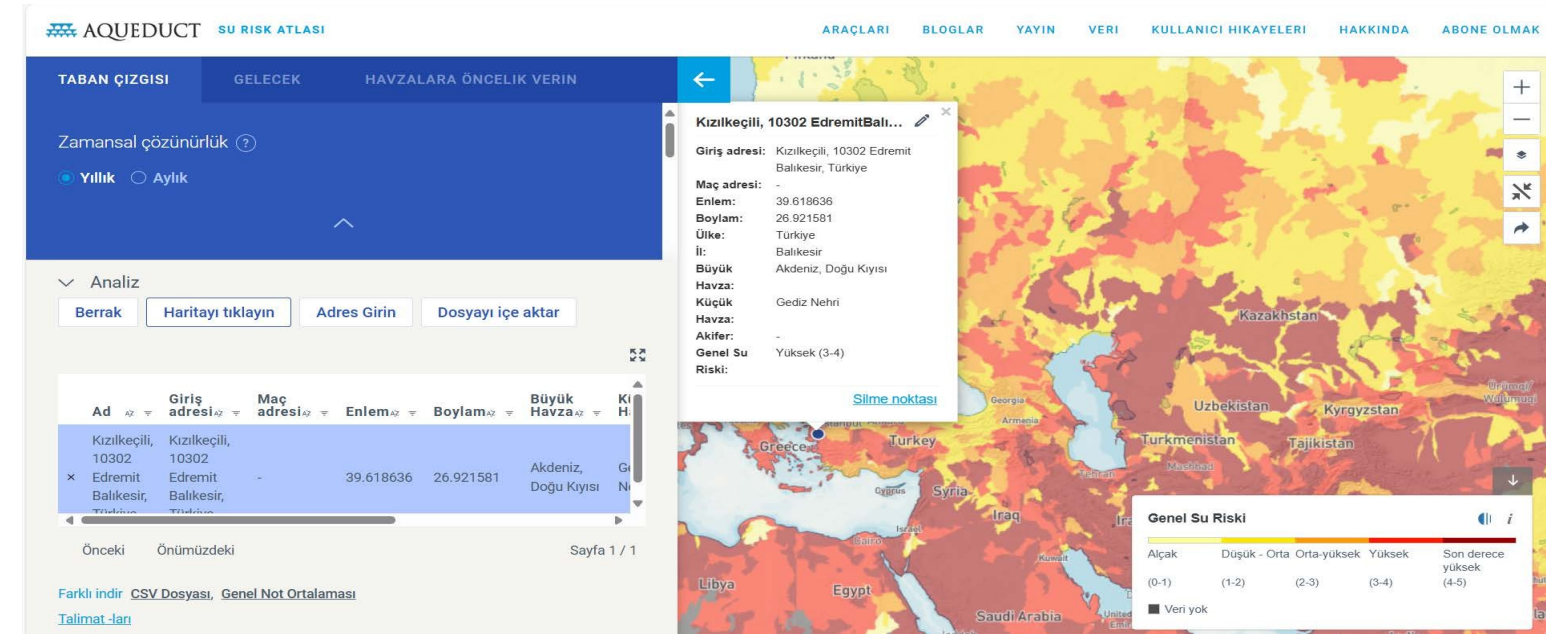 AQUEDUCT SU RISK ATLASI
ARAÇLARI BLOGLAR YAYIN VERI KULLANICI HIKAYELERI HAKKINDA ABONE OLMAK
TABAN ÇIZGISI GELECEK HAVZALARA ÖNCELIK VERIN
Zamansal çözünürlük ?
Yıllık Aylık
Analiz
Berrak Haritayı tıklayın Adres Girin Dosyayı içe aktar
Ad Giriş adresi Maç adresi Enlem Boylam Büyük Havza
Kızılkeçili, 10302 Edremit Balıkesir, Türkiye
Kızılkeçili, 10302 Edremit Balıkesir, Türkiye
- 39.618636 26.921581 Akdeniz, Doğu Kıyısı
Önceki Önümüzdeki Sayfa 1 / 1
Farklı indir CSV Dosyası, Genel Not Ortalaması
Talimat -ları
Kızılkeçili, 10302 EdremitBalı...
Giriş adresi: Kızılkeçili, 10302 Edremit
Balıkesir, Türkiye
Maç adresi: -
Enlem: 39.618636
Boylam: 26.921581
Ülke: Türkiye
İl: Balıkesir
Büyük Akdeniz, Doğu Kıyısı
Havza:
Küçük Gediz Nehri
Havza:
Akifer: -
Genel Su Yüksek (3-4)
Riski:
Silme noktası
Kazakhstan
Georgia
Armenia
Uzbekistan
Kyrgyzstan
Greece
Turkey
Turkmenistan
Tajikistan
Tehran
Mashhad
Cyprus
Syria
Iraq
Israel
Cairo
Kuwait
Libya
Egypt
Saudi Arabia
United
Genel Su Riski i
Alçak Düşük - Orta Orta-yüksek Yüksek Son derece
yüksek
(0-1) (1-2) (2-3) (3-4) (4-5)
Veri yok